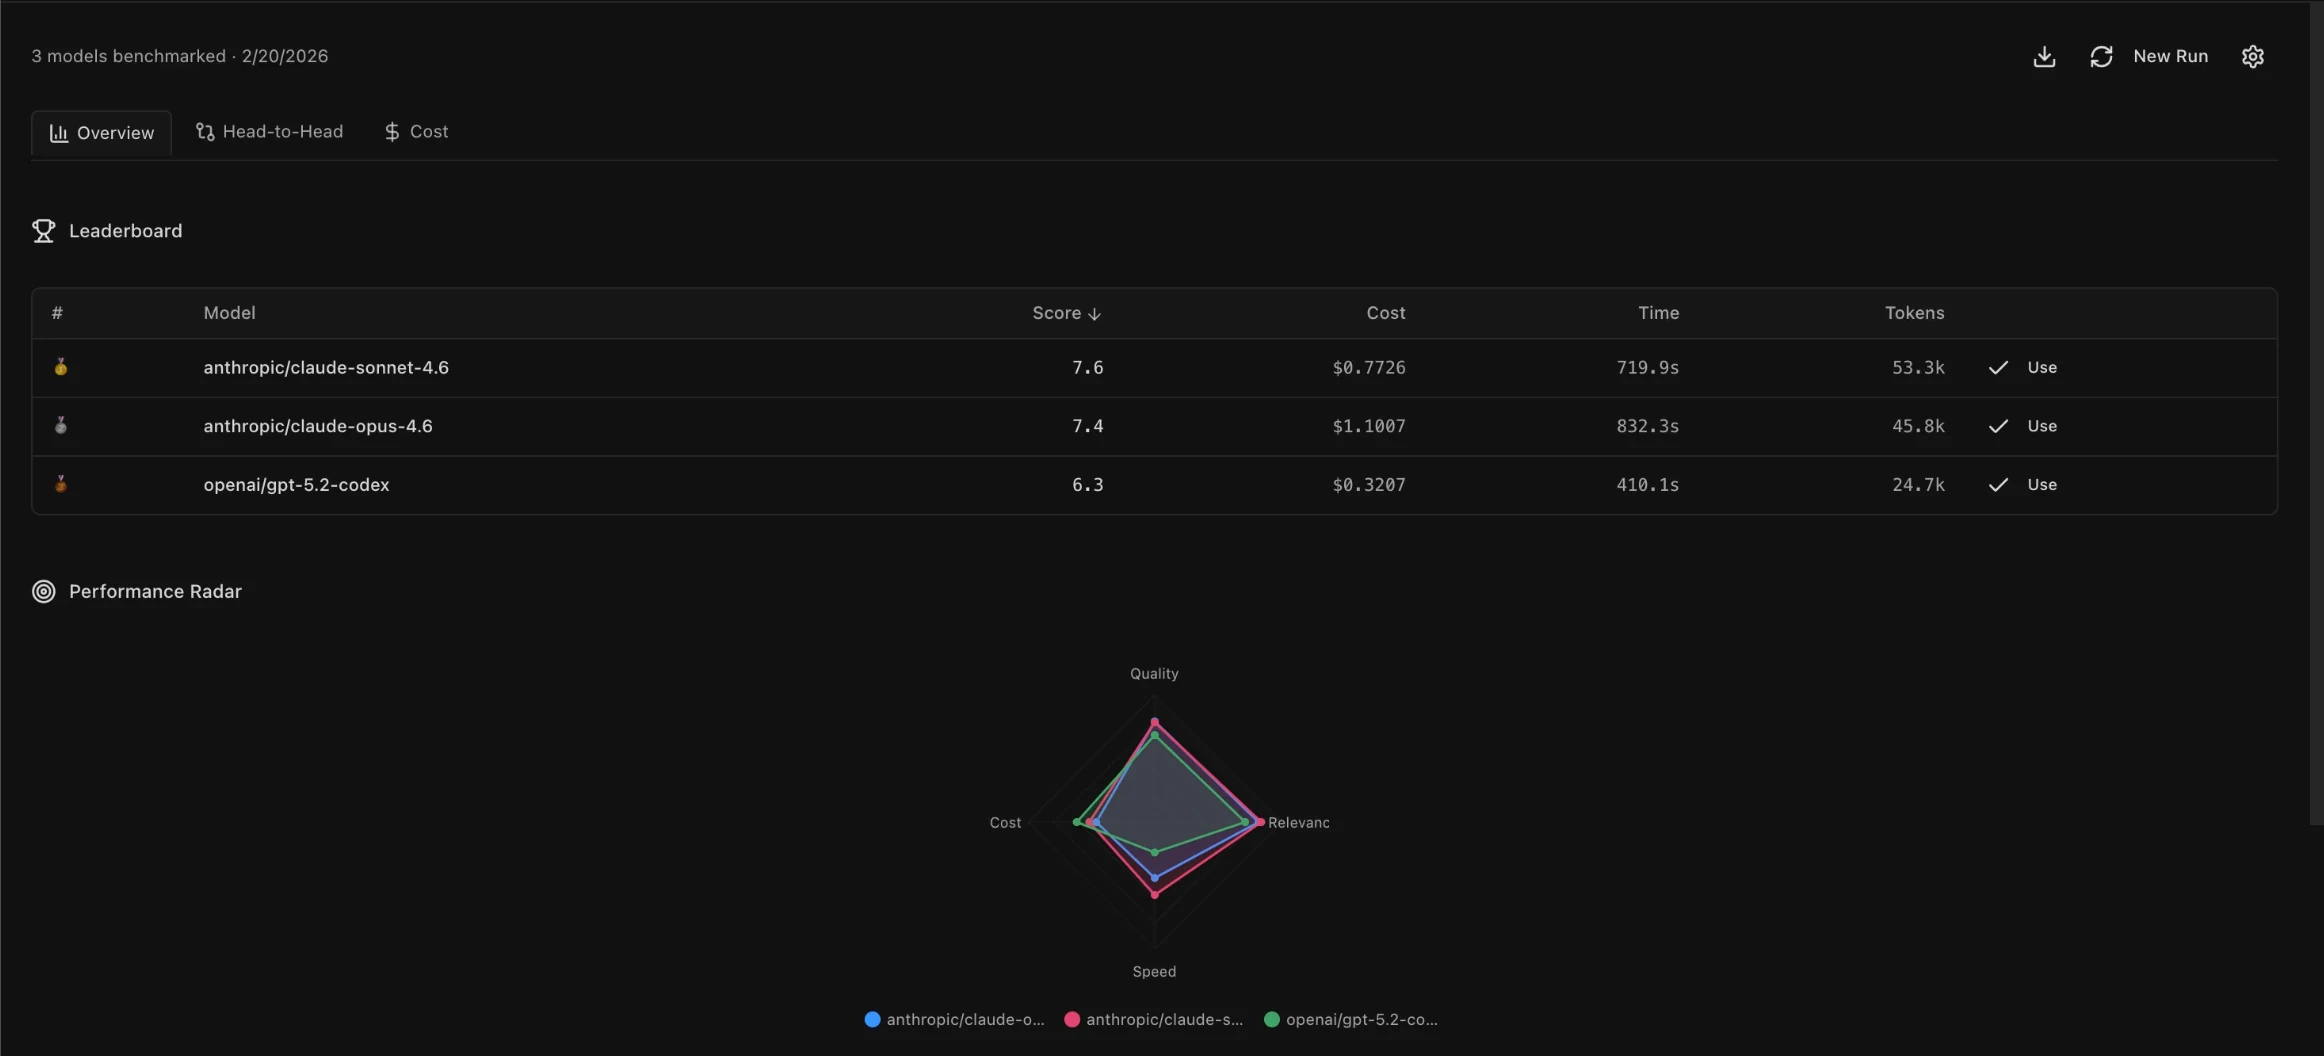 3 models benchmarked · 2/20/2026 New Run
Overview Head-to-Head Cost
Leaderboard
# Model Score ↓ Cost Time Tokens
anthropic/claude-sonnet-4.6 7.6 $0.7726 719.9s 53.3k Use
anthropic/claude-opus-4.6 7.4 $1.1007 832.3s 45.8k Use
openai/gpt-5.2-codex 6.3 $0.3207 410.1s 24.7k Use
Performance Radar
Quality
Cost Relevanc
Speed
anthropic/claude-o... anthropic/claude-s... openai/gpt-5.2-co...